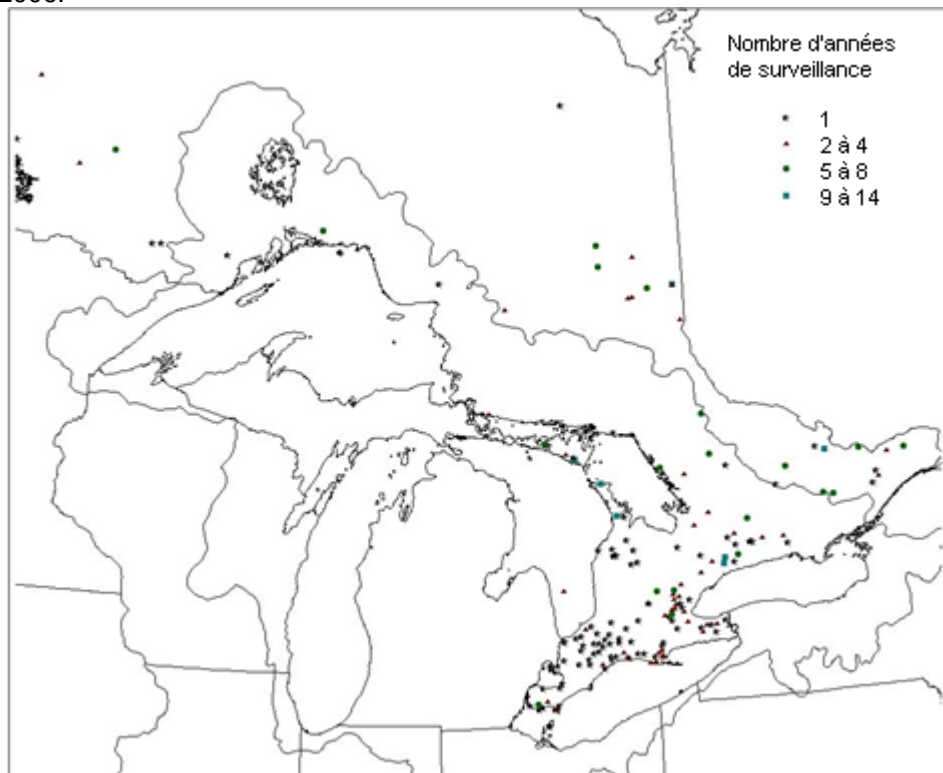 Nombre d'années
de surveillance
1
2 à 4
5 à 8
9 à 14